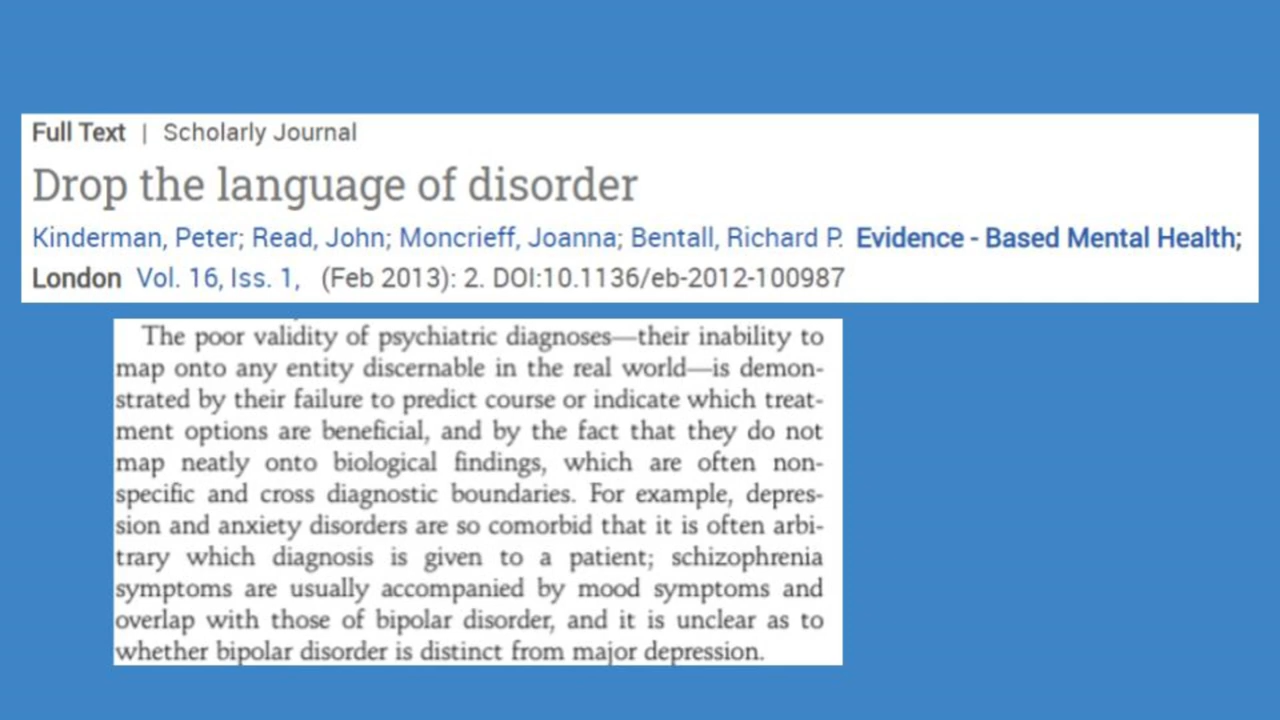 Full Text | Scholarly Journal
Drop the language of disorder
Kinderman, Peter; Read, John; Moncrieff, Joanna; Bentall, Richard P. Evidence - Based Mental Health;
London Vol. 16, Iss. 1, (Feb 2013): 2. DOI:10.1136/eb-2012-100987
The poor validity of psychiatric diagnoses—their inability to
map onto any entity discernable in the real world—is demon-
strated by their failure to predict course or indicate which treat-
ment options are beneficial, and by the fact that they do not
map neatly onto biological findings, which are often non-
specific and cross diagnostic boundaries. For example, depres-
sion and anxiety disorders are so comorbid that it is often arbi-
trary which diagnosis is given to a patient; schizophrenia
symptoms are usually accompanied by mood symptoms and
overlap with those of bipolar disorder, and it is unclear as to
whether bipolar disorder is distinct from major depression.